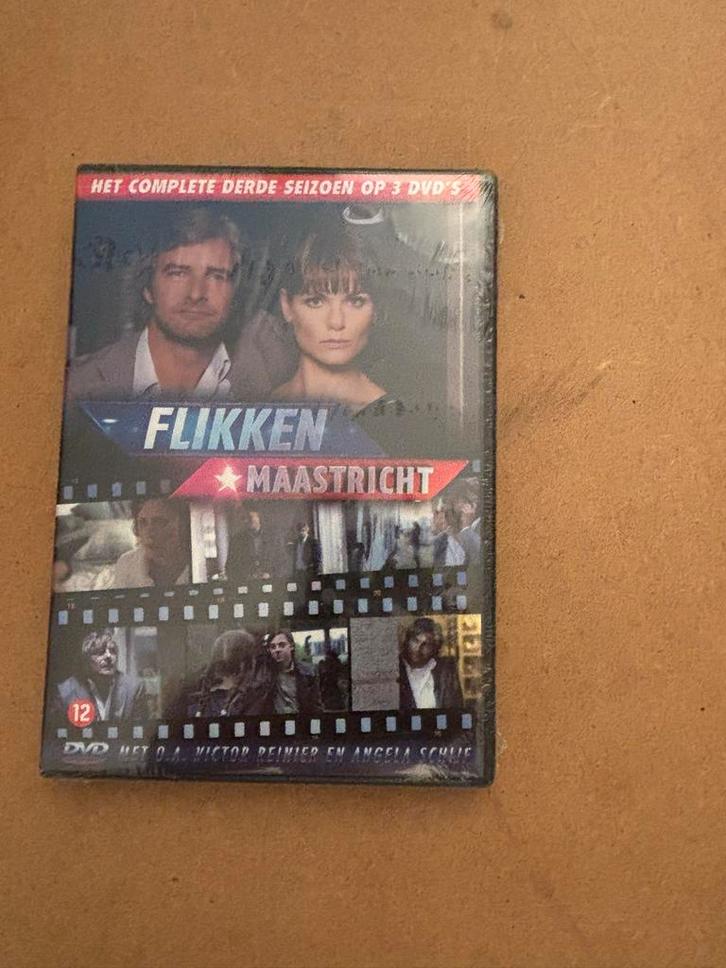 HET COMPLETE DERDE SEIZOEN OP 3 DVD'S
FLIKKEN
MAASTRICHT
12
DVD MET O.A. VICTOR REINIER EN ANGELA SCHIJF